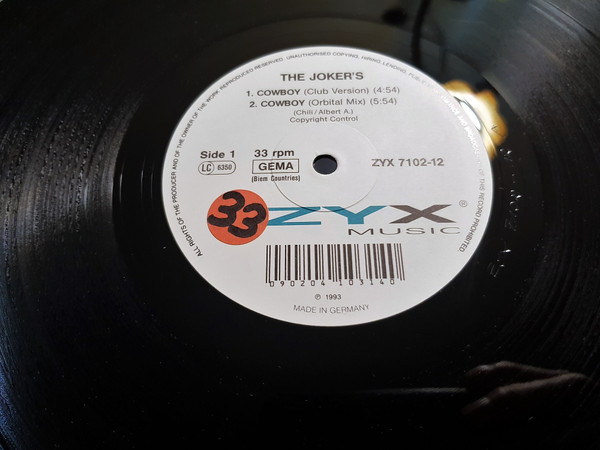 ALL RIGHTS OF THE PRODUCER AND OF THE OWNER OF THE WORK REPRODUCED RESERVED. UNAUTHORISED COPYING, HIRING, LENDING, PUBLIC
OF THE RECORD PROHIBITED.
THE JOKER'S
1. COWBOY (Club Version) (4:54)
2. COWBOY (Orbital Mix) (5:54)
(Chili/Albert A.)
Copyright Control
Side 1 33 rpm ZYX 7102-12
LC 6350 GEMA
(Biem Countries)
33 ZYX®
MUSIC
090204 103140
℗ 1993
MADE IN GERMANY